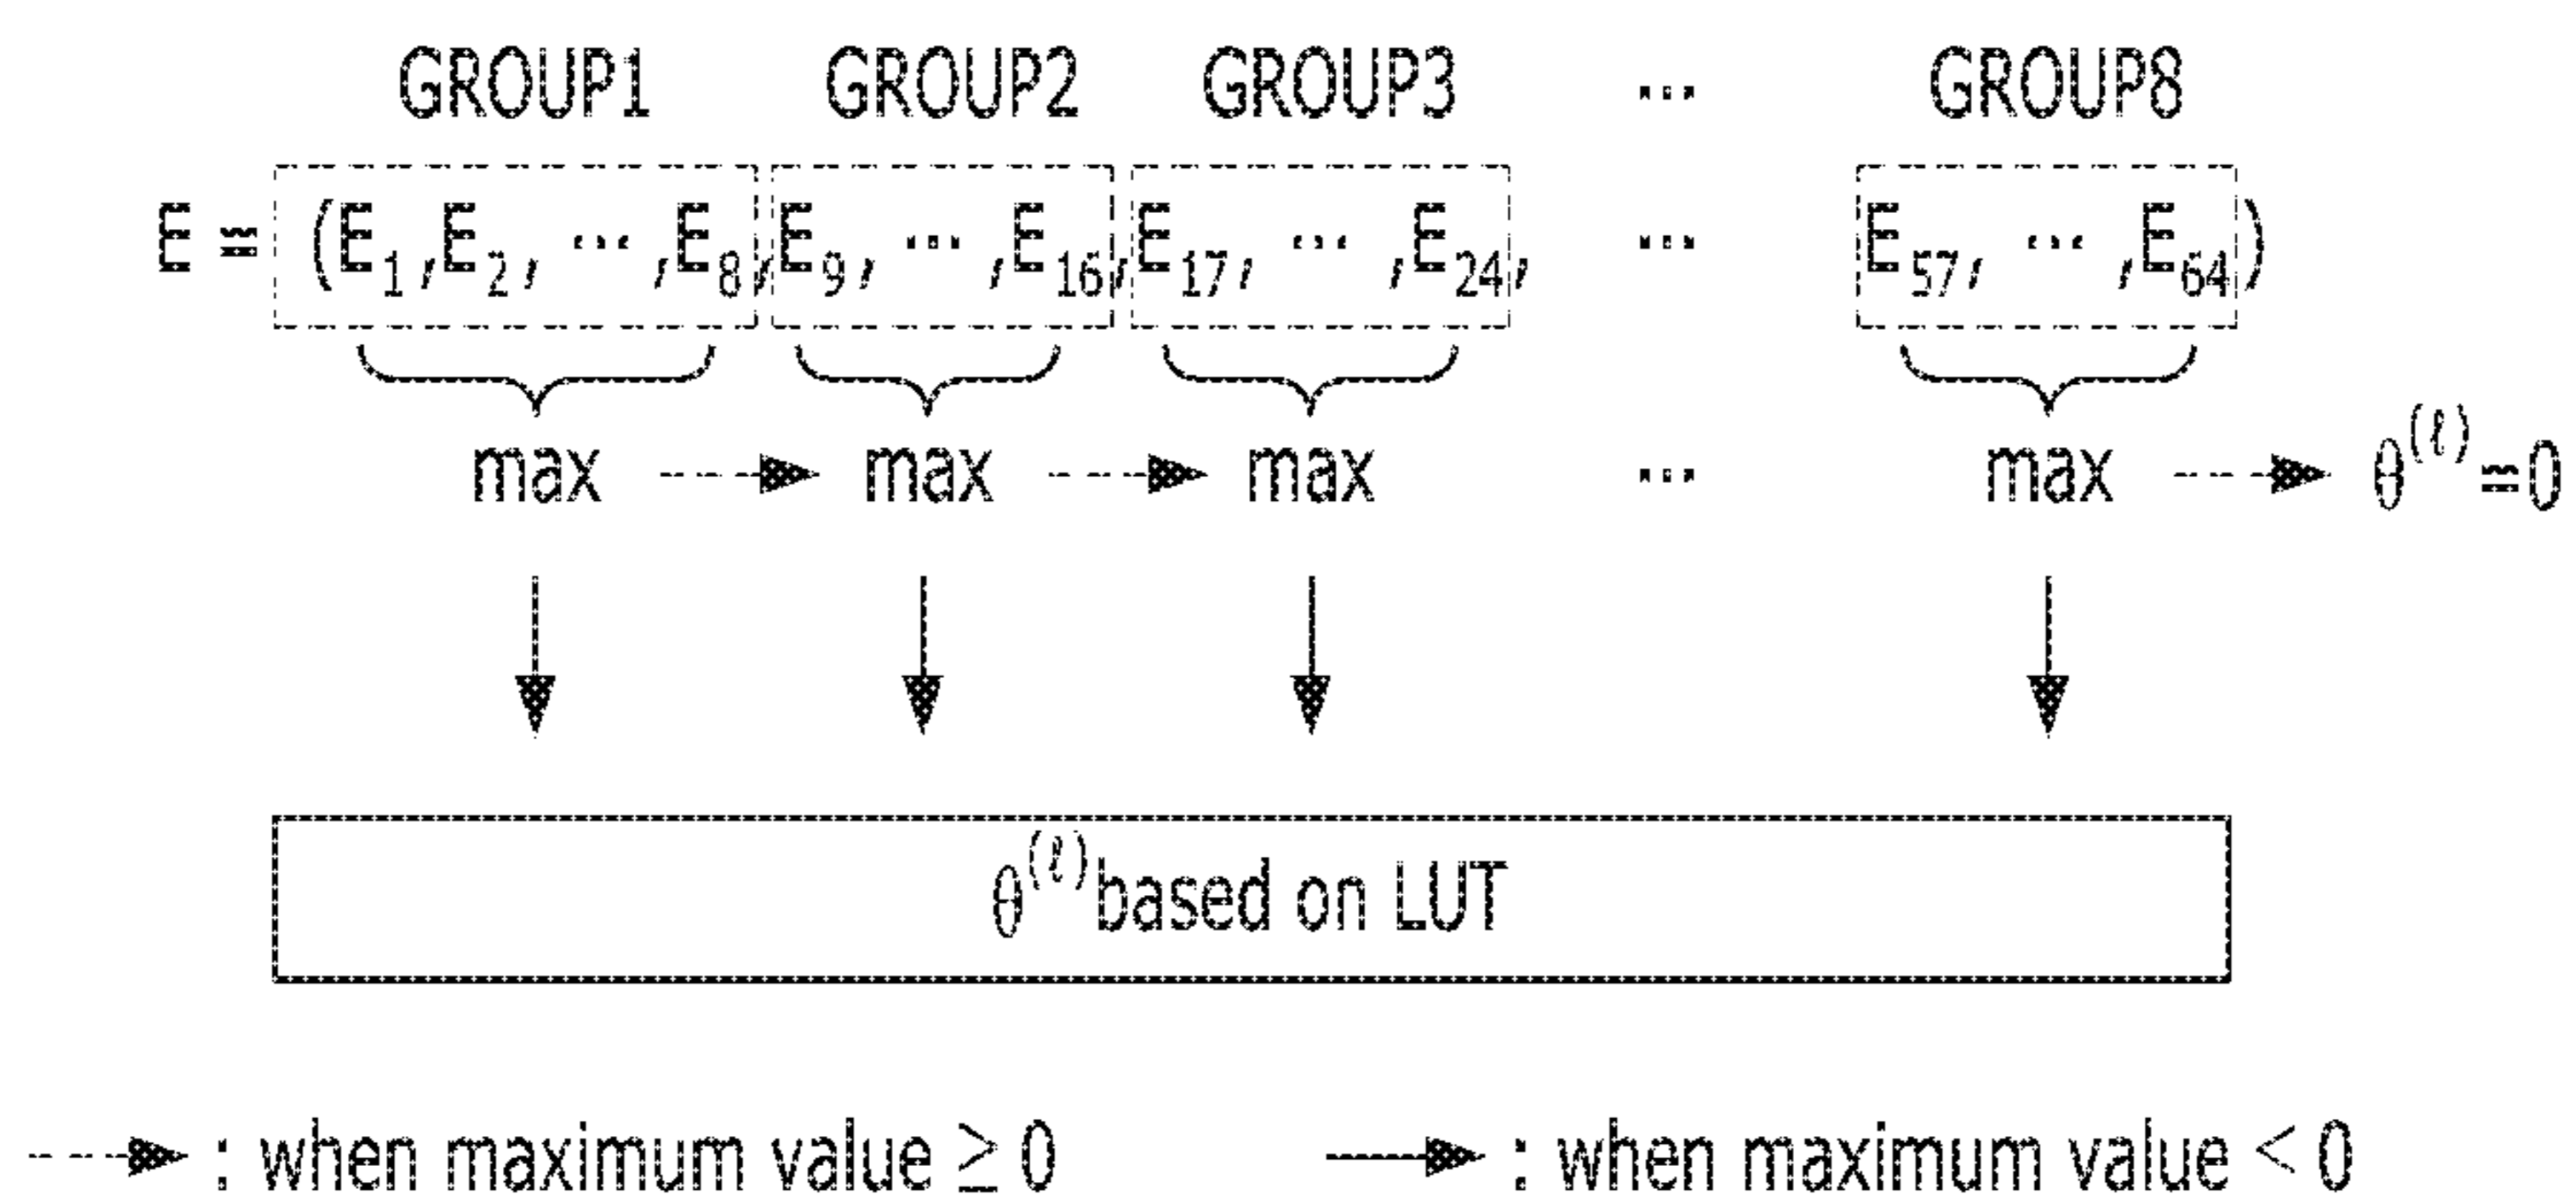 GROUP1 GROUP2 GROUP3 ... GROUP8
E = (E₁,E₂, ... ,E₈,E₉, ... ,E₁₆,E₁₇, ... ,E₂₄, ... E₅₇, ... ,E₆₄)
max max max ... max θ⁽ℓ⁾=0
θ⁽ℓ⁾based on LUT
: when maximum value ≥ 0 : when maximum value < 0